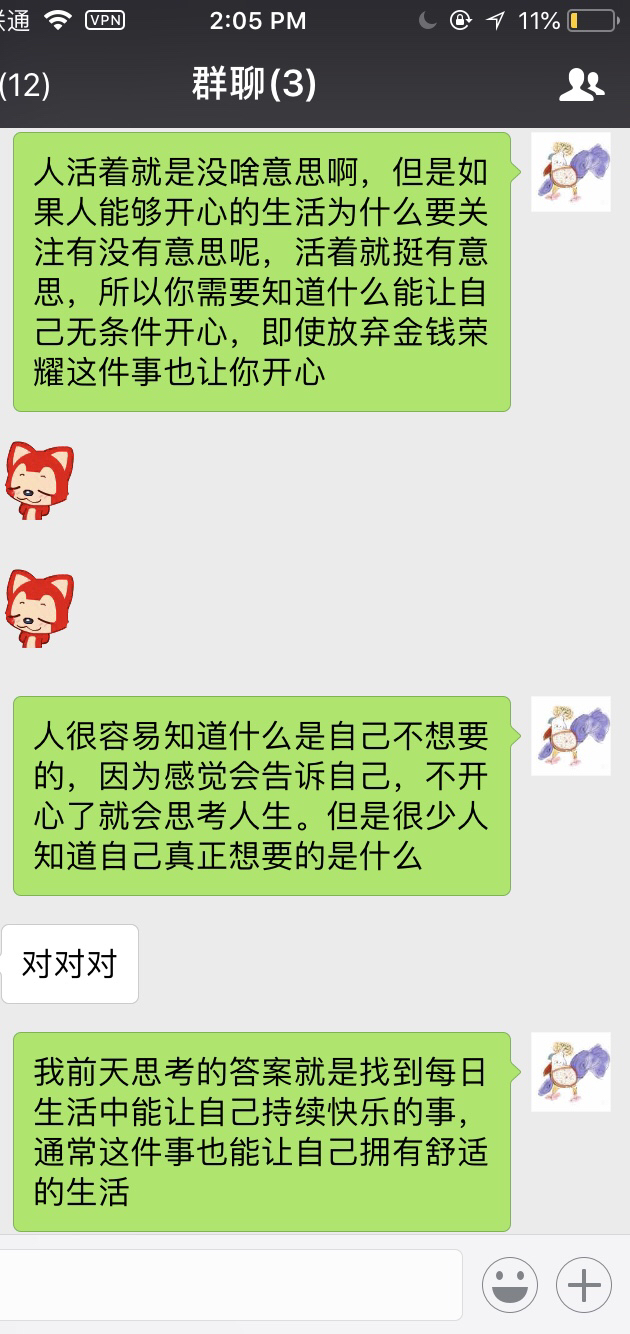 通
VPN
2:05 PM
11%
(12)
群聊(3)
人活着就是没啥意思啊，但是如
果人能够开心的生活为什么要关
注有没有意思呢，活着就挺有意
思，所以你需要知道什么能让自
己无条件开心，即使放弃金钱荣
耀这件事也让你开心
人很容易知道什么是自己不想要
的，因为感觉会告诉自己，不开
心了就会思考人生。但是很少人
知道自己真正想要的是什么
对对对
我前天思考的答案就是找到每日
生活中能让自己持续快乐的事，
通常这件事也能让自己拥有舒适
的生活